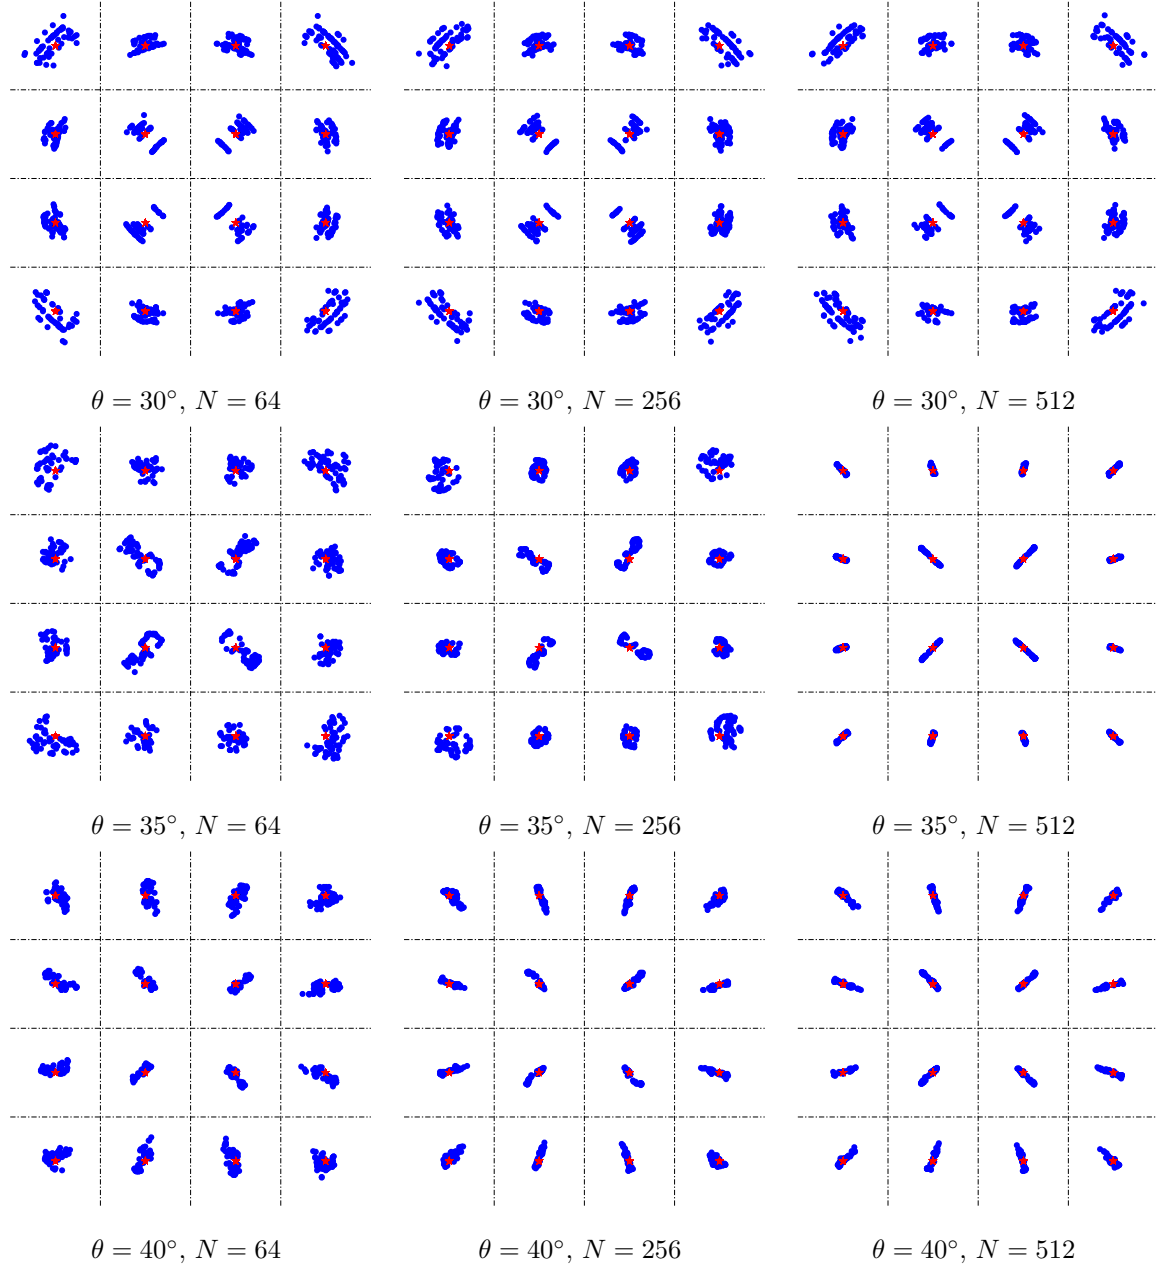 θ = 30°, N = 64
θ = 30°, N = 256
θ = 30°, N = 512
θ = 35°, N = 64
θ = 35°, N = 256
θ = 35°, N = 512
θ = 40°, N = 64
θ = 40°, N = 256
θ = 40°, N = 512